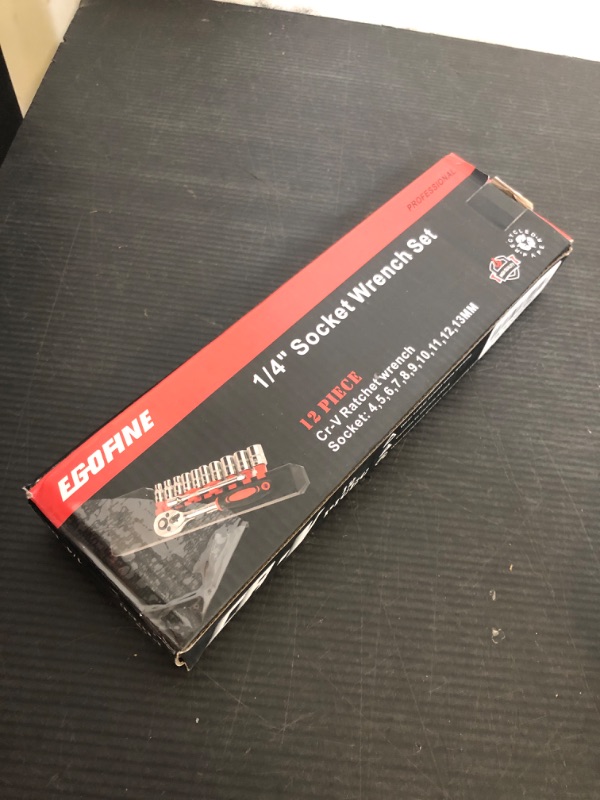 PROFESSIONAL
EGOFINE
1/4" Socket Wrench Set
12 PIECE
Cr-V Ratchet wrench
Socket: 4,5,6,7,8,9,10,11,12,13MM